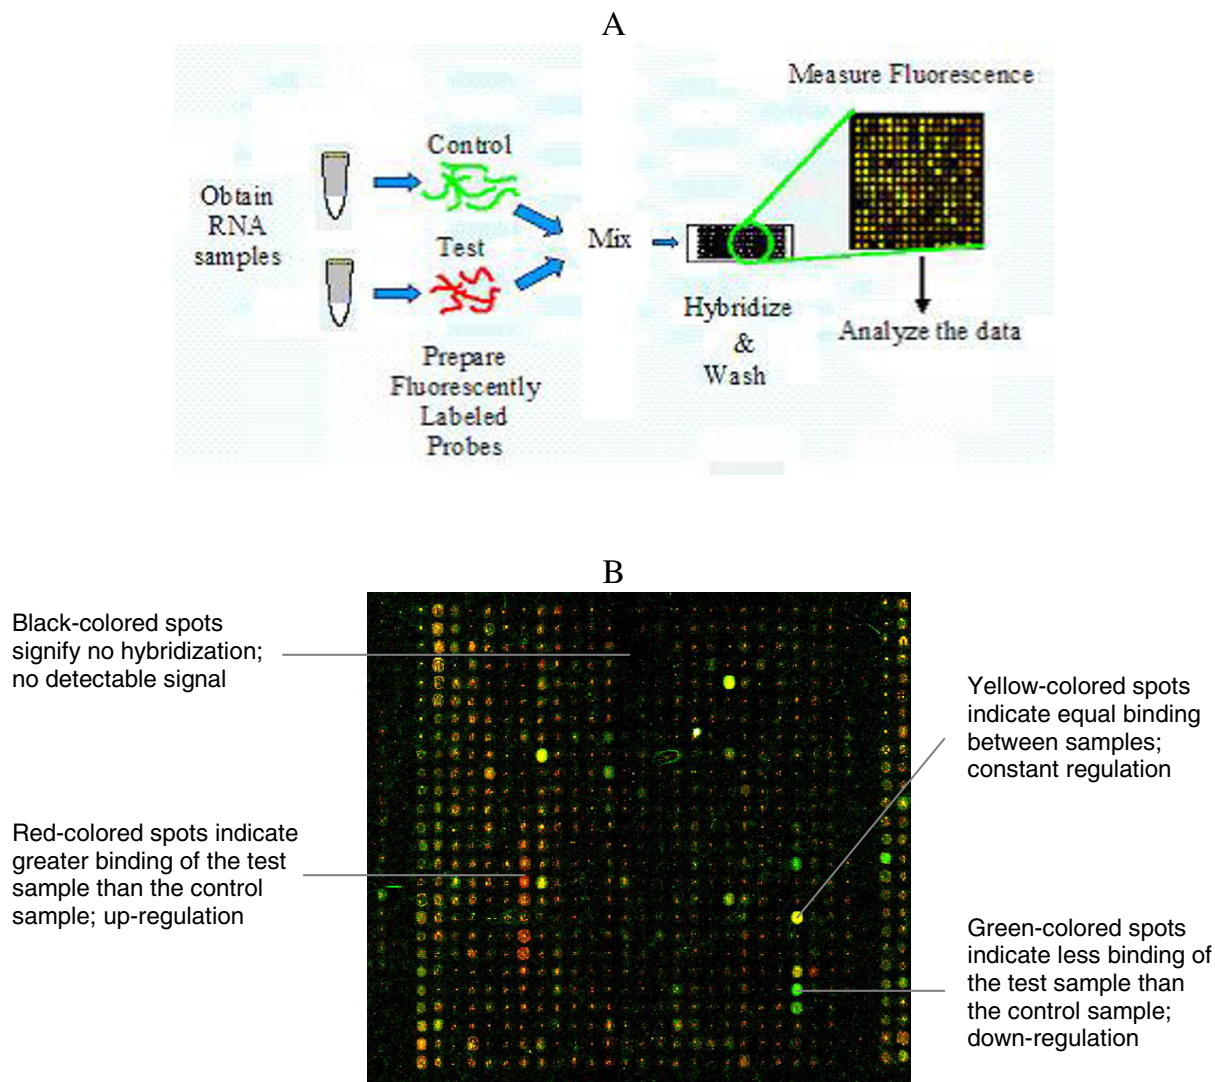 A
Measure Fluorescence
Control
Obtain
RNA
samples
Test
Mix
Prepare
Fluorescently
Labeled
Probes
Hybridize
&
Wash
Analyze the data
B
Black-colored spots
signify no hybridization;
no detectable signal
Red-colored spots indicate
greater binding of the test
sample than the control
sample; up-regulation
Yellow-colored spots
indicate equal binding
between samples;
constant regulation
Green-colored spots
indicate less binding of
the test sample than
the control sample;
down-regulation